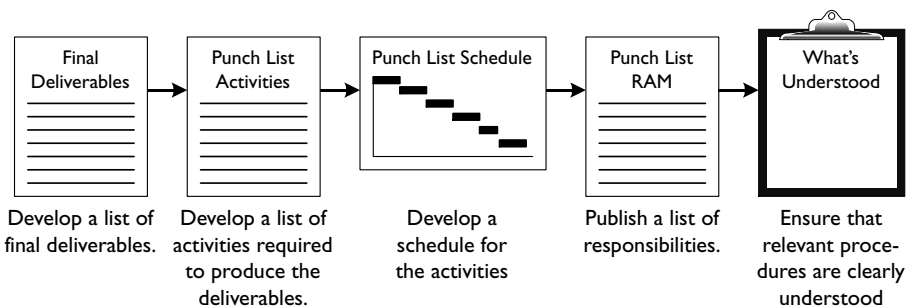 Final
Deliverables
Punch List
Activities
Punch List Schedule
Punch List
RAM
What's
Understood
Develop a list of
final deliverables.
Develop a list of
activities required
to produce the
deliverables.
Develop a
schedule for
the activities
Publish a list of
responsibilities.
Ensure that
relevant proce-
dures are clearly
understood